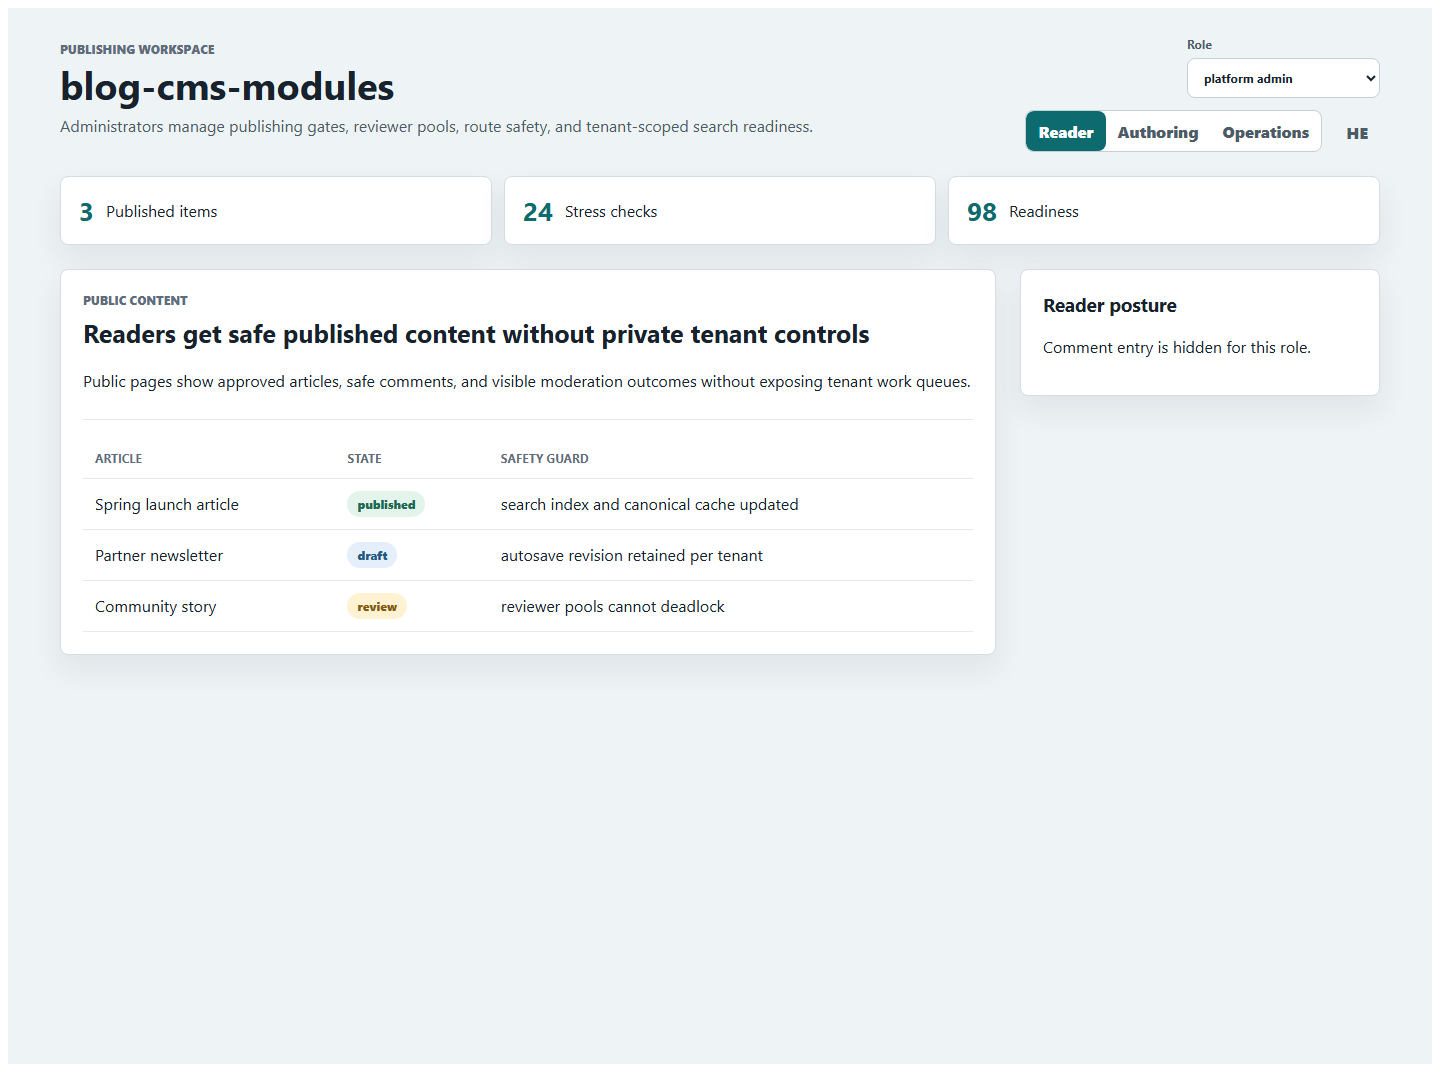 PUBLISHING WORKSPACE
blog-cms-modules
Administrators manage publishing gates, reviewer pools, route safety, and tenant-scoped search readiness.
Role
platform admin
Reader Authoring Operations HE
3 Published items
24 Stress checks
98 Readiness
PUBLIC CONTENT
Readers get safe published content without private tenant controls
Public pages show approved articles, safe comments, and visible moderation outcomes without exposing tenant work queues.
ARTICLE STATE SAFETY GUARD
Spring launch article published search index and canonical cache updated
Partner newsletter draft autosave revision retained per tenant
Community story review reviewer pools cannot deadlock
Reader posture
Comment entry is hidden for this role.